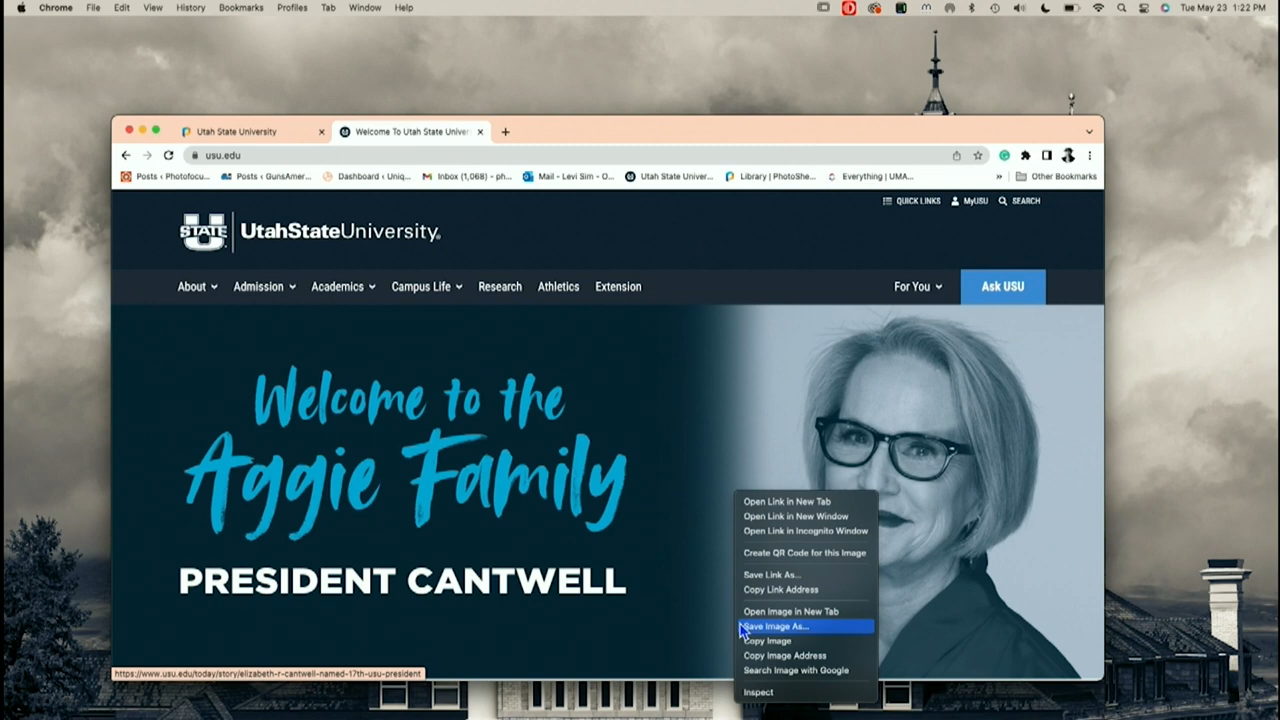 Chrome File Edit View History Bookmarks Profiles Tab Window Help
Tue May 23 1:22 PM
Utah State University
Welcome To Utah State Univer
usu.edu
Posts ‹ Photofocu...
Posts ‹ GunsAmer...
Dashboard ‹ Uniq...
Inbox (1,068) - ph...
Mail - Levi Sim - O...
Utah State Univer...
Library | PhotoShe...
Everything | UMA...
»
Other Bookmarks
QUICK LINKS MyUSU SEARCH
STATE
UtahStateUniversity®
About Admission Academics Campus Life Research Athletics Extension For You Ask USU
Welcome to the
Aggie Family
PRESIDENT CANTWELL
Open Link in New Tab
Open Link in New Window
Open Link in Incognito Window
Create QR Code for this Image
Save Link As...
Copy Link Address
Open Image in New Tab
Save Image As...
Copy Image
Copy Image Address
Search Image with Google
Inspect
https://www.usu.edu/today/story/elizabeth-r-cantwell-named-17th-usu-president